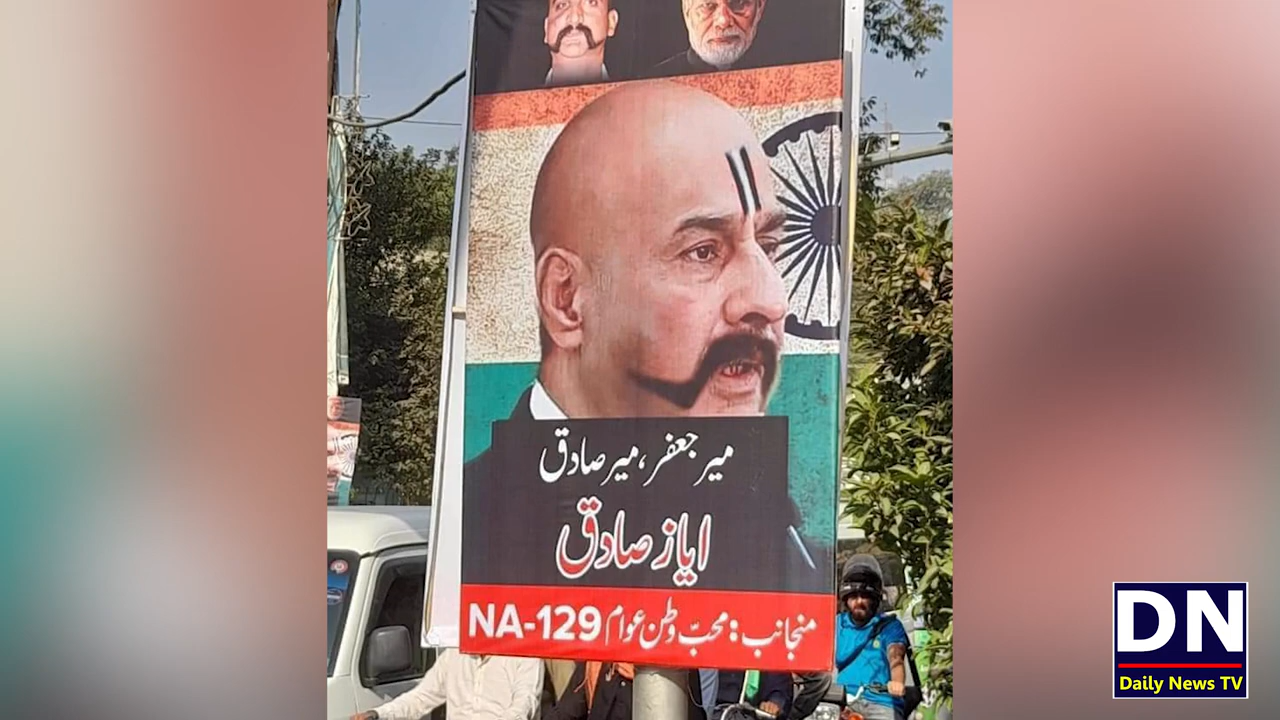 میر جعفر، میر صادق
ایاز صادق
منجانب: محبّ وطن عوام NA-129
DN
Daily News TV